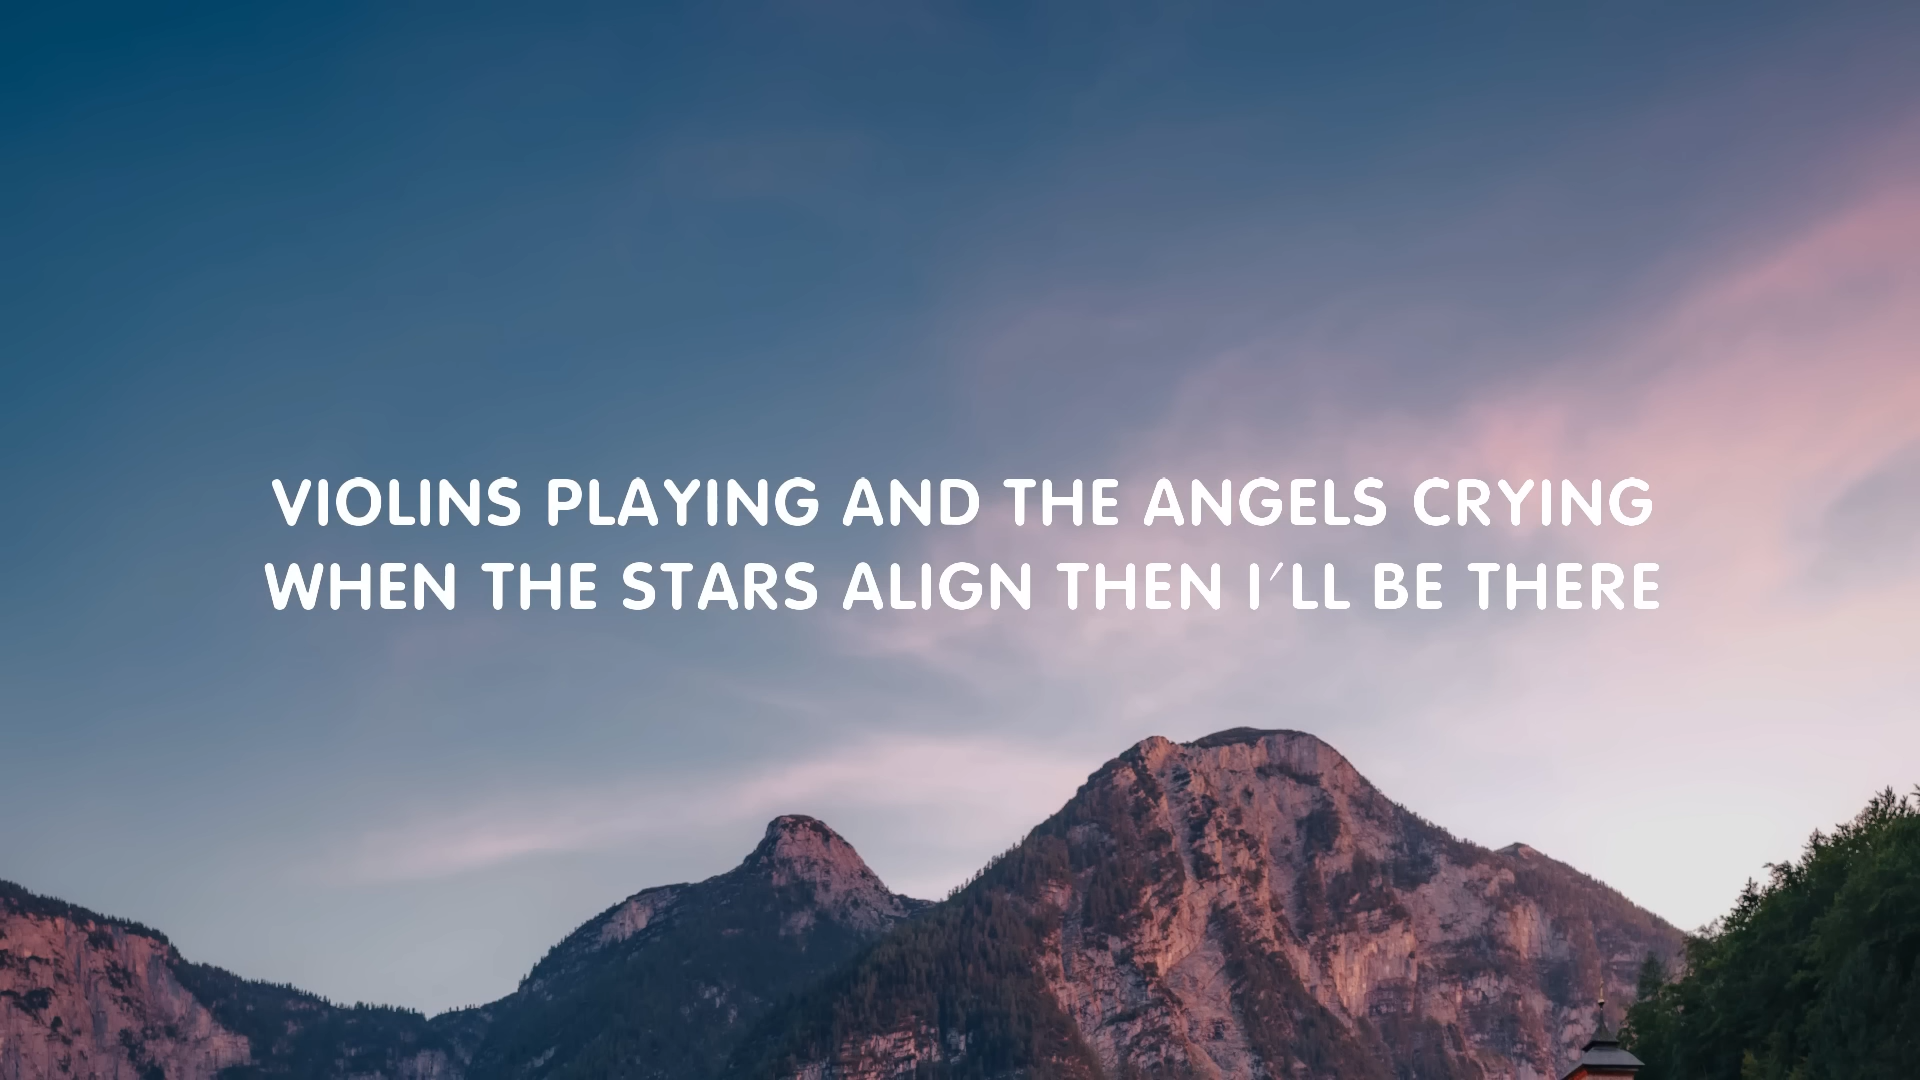 VIOLINS PLAYING AND THE ANGELS CRYING
WHEN THE STARS ALIGN THEN I'LL BE THERE